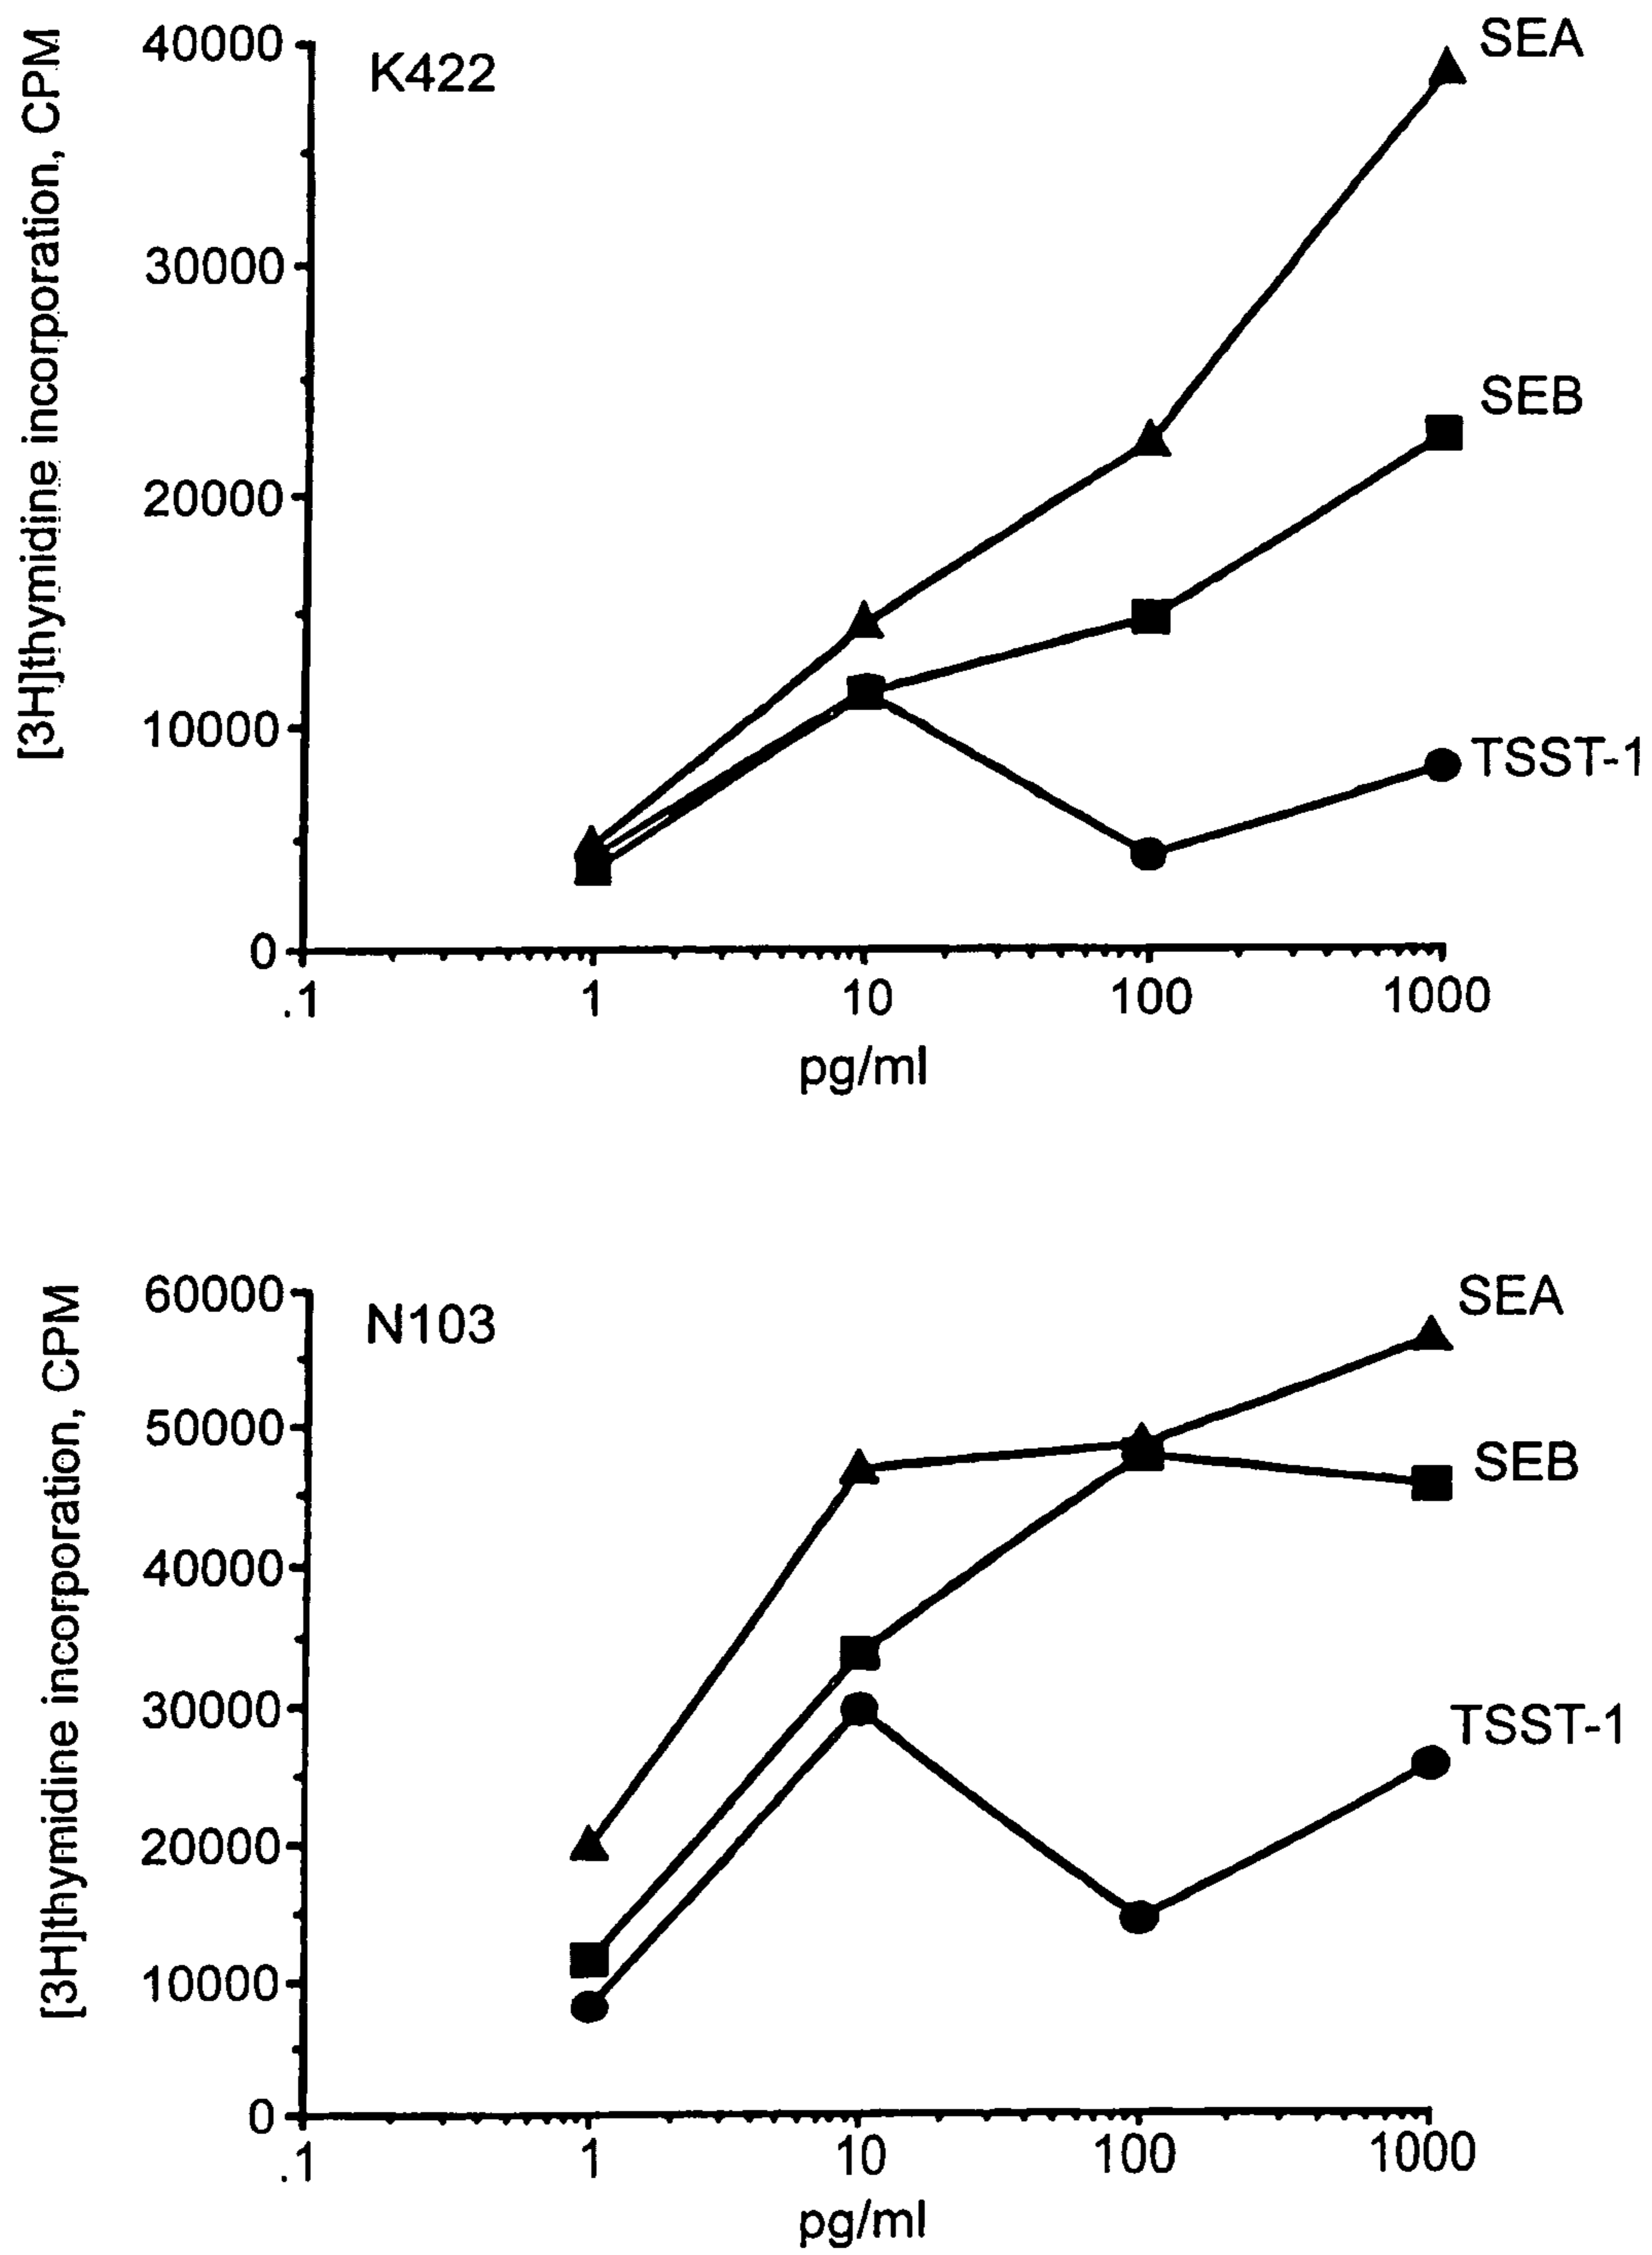 [3H]thymidine incorporation, CPM
K422
40000
30000
20000
10000
0
SEA
SEB
TSST-1
.1
1
10
100
1000
pg/ml
[3H]thymidine incorporation, CPM
N103
60000
50000
40000
30000
20000
10000
0
SEA
SEB
TSST-1
.1
1
10
100
1000
pg/ml